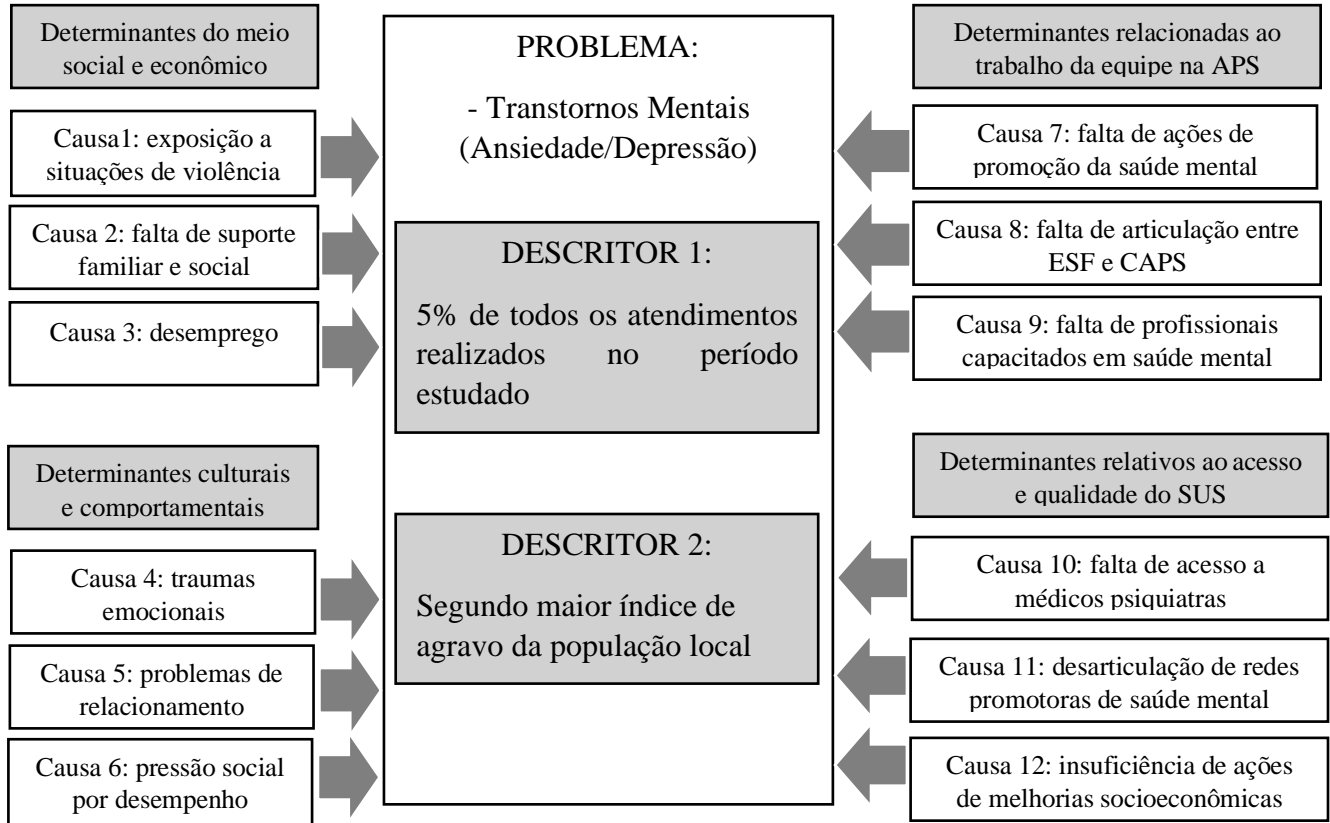 Determinantes do meio
social e econômico
Causa1: exposição a
situações de violência
Causa 2: falta de suporte
familiar e social
Causa 3: desemprego
Determinantes culturais
e comportamentais
Causa 4: traumas
emocionais
Causa 5: problemas de
relacionamento
Causa 6: pressão social
por desempenho
PROBLEMA:
- Transtornos Mentais
(Ansiedade/Depressão)
DESCRITOR 1:
5% de todos os atendimentos
realizados no período
estudado
DESCRITOR 2:
Segundo maior índice de
agravo da população local
Determinantes relacionadas ao
trabalho da equipe na APS
Causa 7: falta de ações de
promoção da saúde mental
Causa 8: falta de articulação entre
ESF e CAPS
Causa 9: falta de profissionais
capacitados em saúde mental
Determinantes relativos ao acesso
e qualidade do SUS
Causa 10: falta de acesso a
médicos psiquiatras
Causa 11: desarticulação de redes
promotoras de saúde mental
Causa 12: insuficiência de ações
de melhorias socioeconômicas